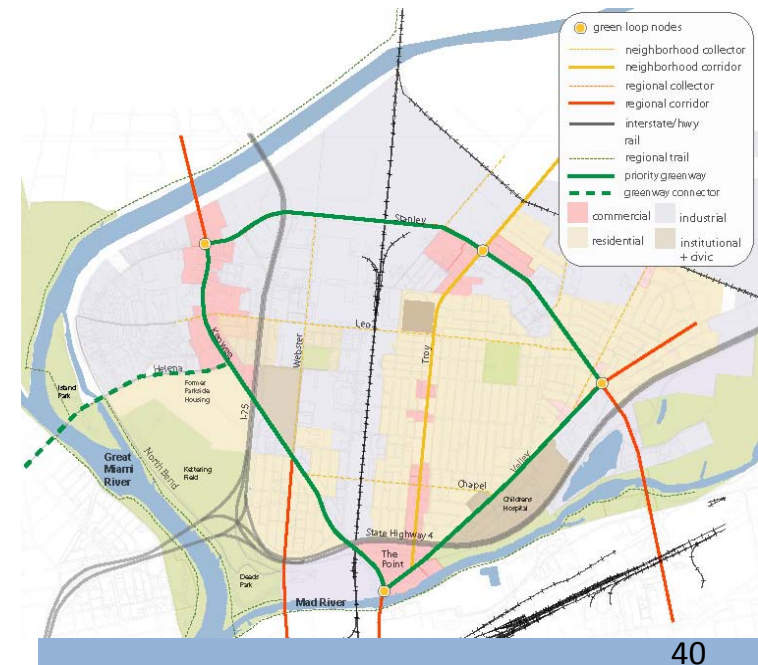 green loop nodes
neighborhood collector
neighborhood corridor
regional collector
regional corridor
interstate/hwy
rail
regional trail
priority greenway
greenway connector
commercial
industrial
residential
institutional
+ civic
Stanley
Leo
Keowee
Webster
Troy
Helena
Island
Park
Former
Parkside
Housing
I-75
North Bend
Great
Miami
River
Kettering
Field
Valley
Chapel
Childrens
Hospital
State Highway 4
The
Point
Deeds
Park
Mad River
40